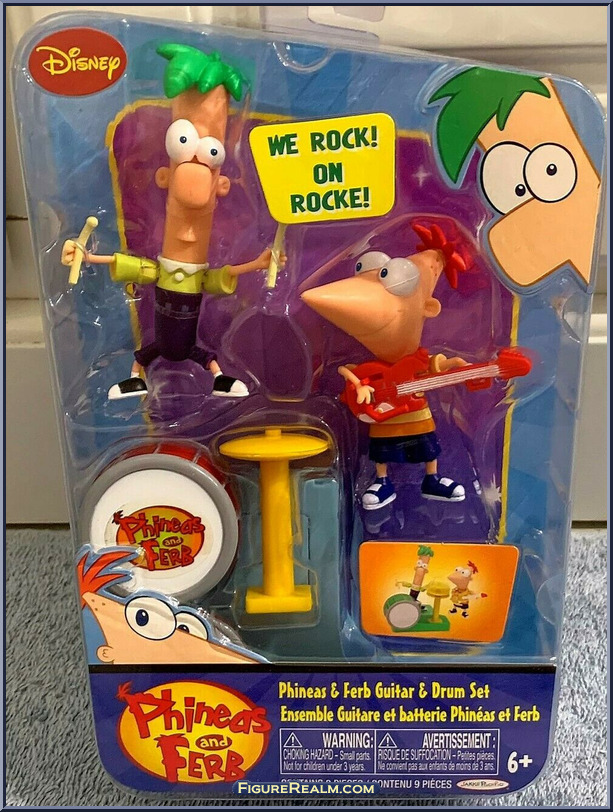 Disney
WE ROCK!
ON
ROCKE!
Phineas
and
FERB
Phineas
and
FERB
Phineas & Ferb Guitar & Drum Set
Ensemble Guitare et batterie Phinéas et Ferb
WARNING:
CHOKING HAZARD – Small parts.
Not for children under 3 years.
AVERTISSEMENT :
RISQUE DE SUFFOCATION – Petites pièces.
Ne convient pas aux enfants de moins de 3 ans.
6+
CONTAINS 9 PIECES / CONTENU 9 PIÈCES
JAKKS Pacific
FIGUREREALM.COM